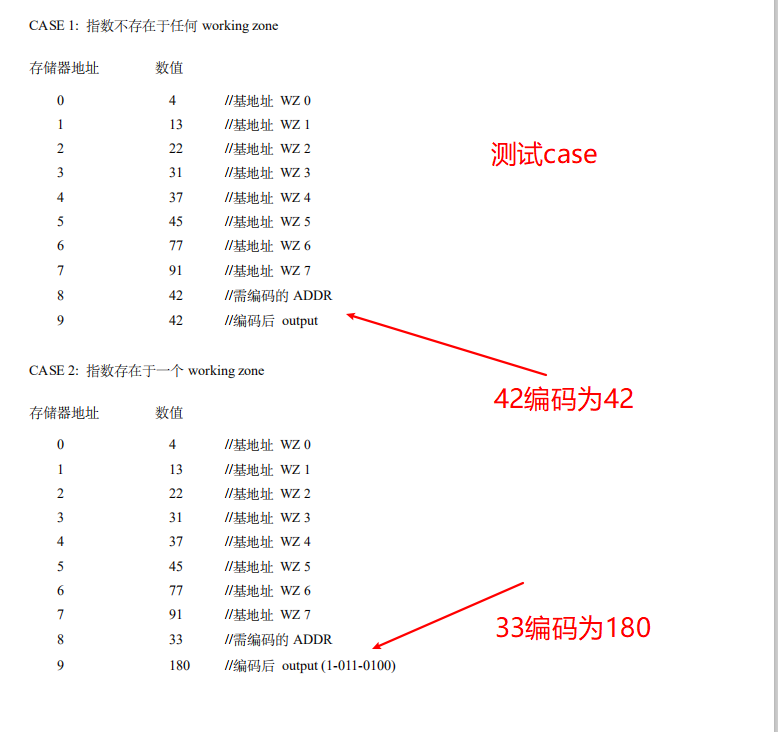 CASE 1: 指数不存在于任何 working zone
存储器地址 数值
0 4 //基地址 WZ 0
1 13 //基地址 WZ 1
2 22 //基地址 WZ 2
测试case
3 31 //基地址 WZ 3
4 37 //基地址 WZ 4
5 45 //基地址 WZ 5
6 77 //基地址 WZ 6
7 91 //基地址 WZ 7
8 42 //需编码的 ADDR
9 42 //编码后 output
CASE 2: 指数存在于一个 working zone
42编码为42
存储器地址 数值
0 4 //基地址 WZ 0
1 13 //基地址 WZ 1
2 22 //基地址 WZ 2
3 31 //基地址 WZ 3
4 37 //基地址 WZ 4
5 45 //基地址 WZ 5
6 77 //基地址 WZ 6
7 91 //基地址 WZ 7
33编码为180
8 33 //需编码的 ADDR
9 180 //编码后 output (1-011-0100)